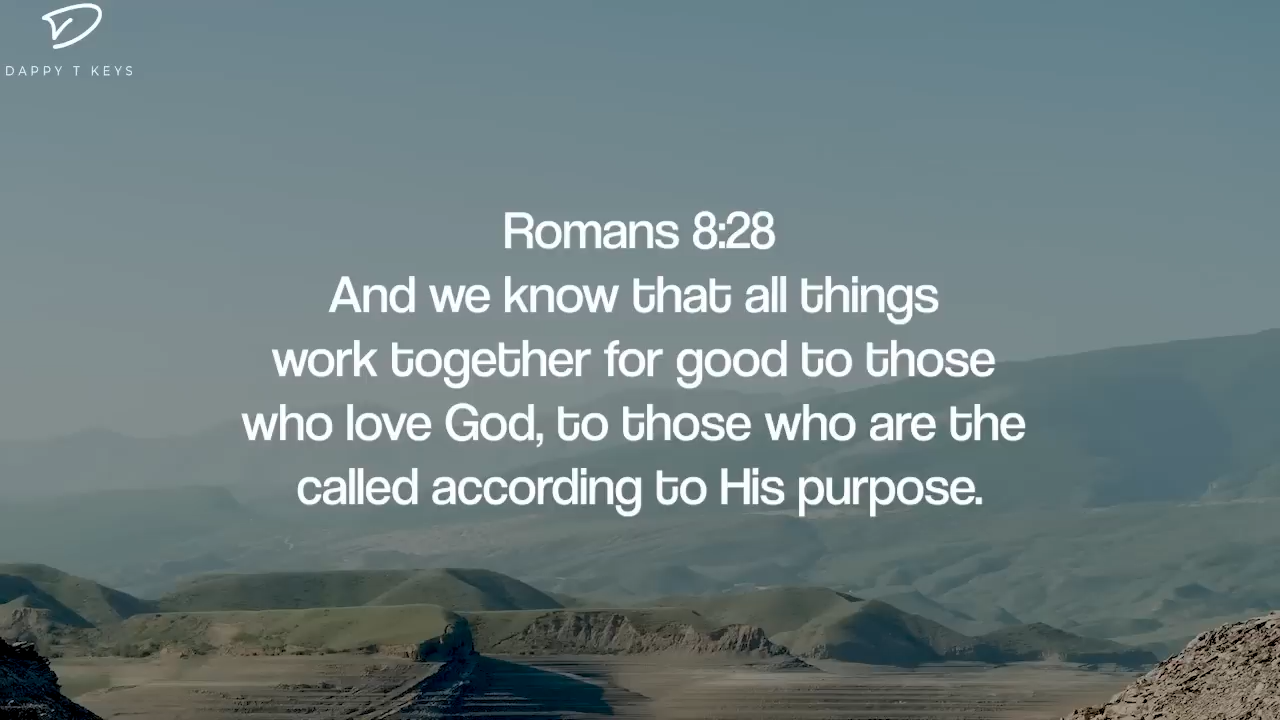 DAPPY T KEYS
Romans 8:28
And we know that all things
work together for good to those
who love God, to those who are the
called according to His purpose.